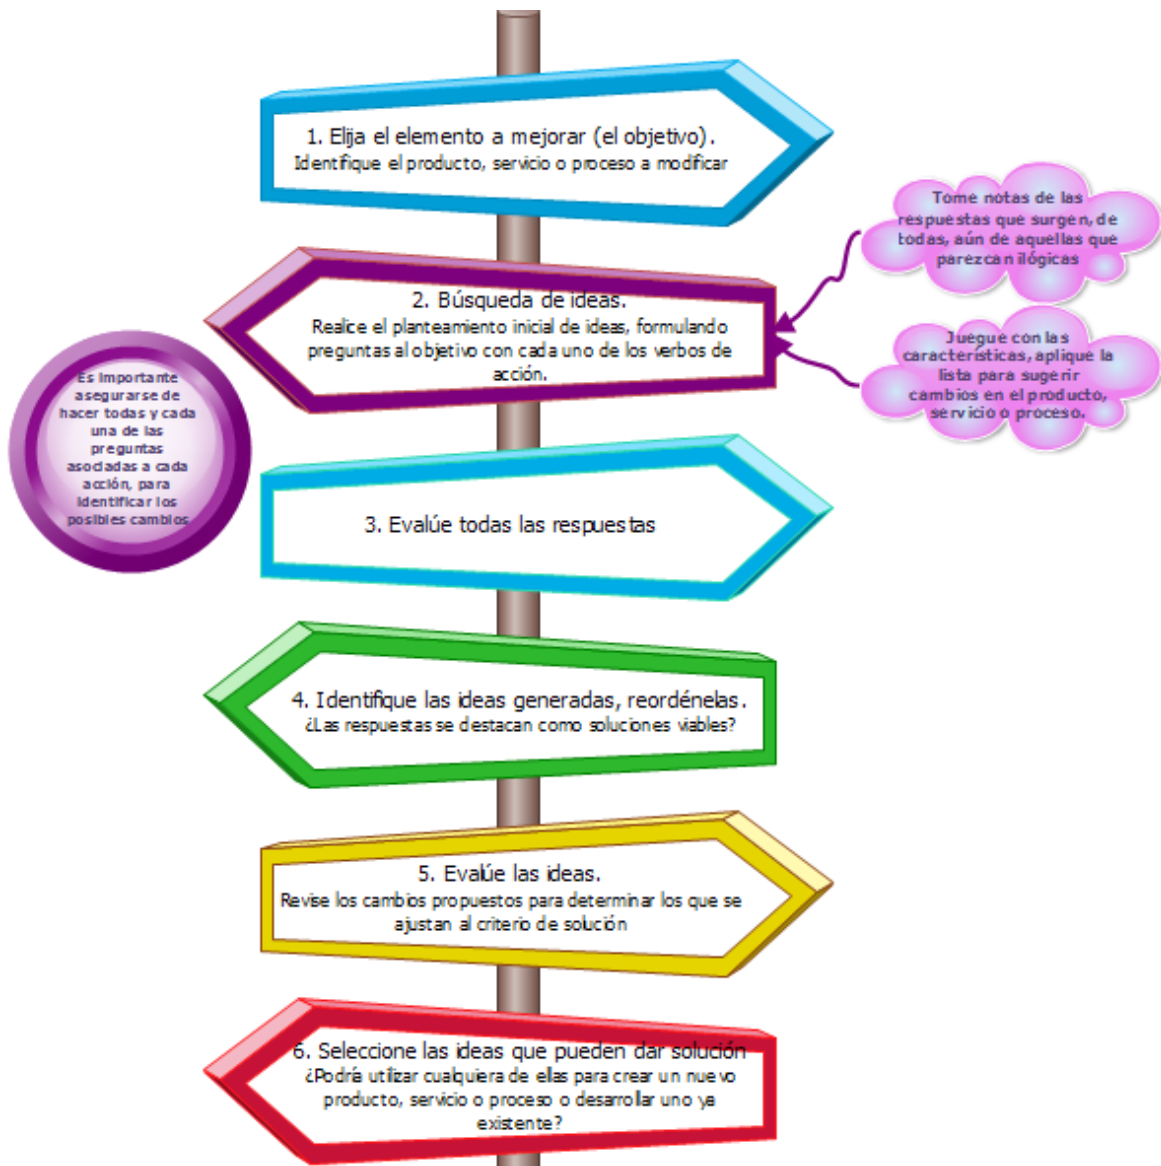 1. Elija el elemento a mejorar (el objetivo).
Identifique el producto, servicio o proceso a modificar
Tome notas de las
respuestas que surgen, de
todas, aún de aquellas que
parezcan ilógicas
2. Búsqueda de ideas.
Realice el planteamiento inicial de ideas, formulando
preguntas al objetivo con cada uno de los verbos de
acción.
Juegue con las
características, aplique la
lista para sugerir
cambios en el producto,
servicio o proceso.
Es importante
asegurarse de
hacer todas y cada
una de las
preguntas
asociadas a cada
acción, para
identificar los
posibles cambios
3. Evalúe todas las respuestas
4. Identifique las ideas generadas, reordénelas.
¿Las respuestas se destacan como soluciones viables?
5. Evalúe las ideas.
Revise los cambios propuestos para determinar los que se
ajustan al criterio de solución
6. Seleccione las ideas que pueden dar solución
¿Podría utilizar cualquiera de ellas para crear un nuevo
producto, servicio o proceso o desarrollar uno ya
existente?